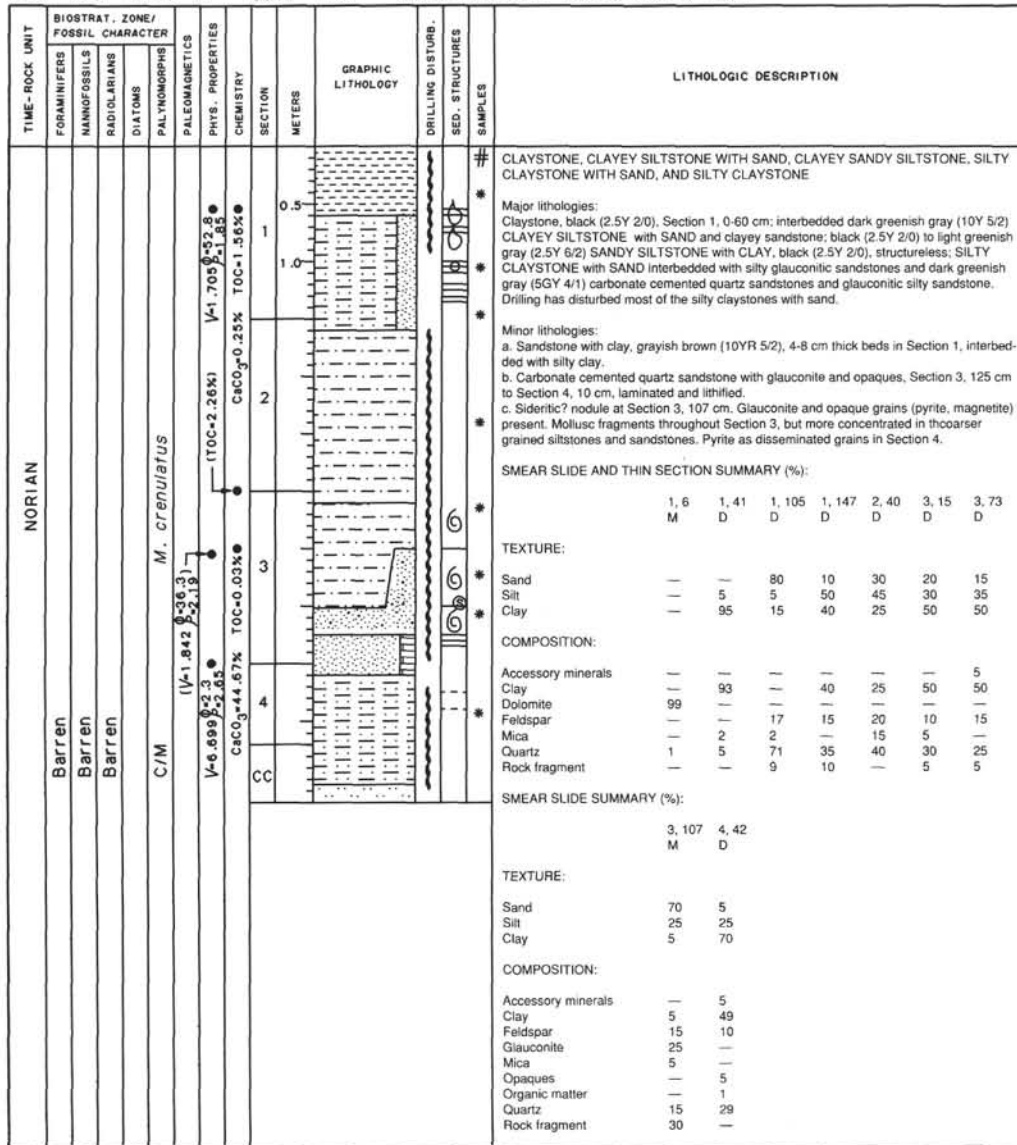 TIME-ROCK UNIT
BIOSTRAT. ZONE/
FOSSIL CHARACTER
FORAMINIFERS
NANNOFOSSILS
RADIOLARIANS
DIATOMS
PALYNOMORPHS
PALEOMAGNETICS
PHYS. PROPERTIES
CHEMISTRY
SECTION
METERS
GRAPHIC
LITHOLOGY
DRILLING DISTURB.
SED. STRUCTURES
SAMPLES
LITHOLOGIC DESCRIPTION
NORIAN
Barren
Barren
Barren
C/M
M. crenulatus
V=1.705 Φ=52.8
ρ=1.85
(TOC=2.26%)
(V=1.842 Φ=36.3)
ρ=2.19
V=6.699 Φ=2.3
ρ=2.65
CaCO3=0.25% TOC=1.56%
CaCO3=44.67% TOC=0.03%
1
2
3
4
CC
0.5
1.0
#
*
*
*
*
*
*
*
*
CLAYSTONE, CLAYEY SILTSTONE WITH SAND, CLAYEY SANDY SILTSTONE, SILTY
CLAYSTONE WITH SAND, AND SILTY CLAYSTONE
Major lithologies:
Claystone, black (2.5Y 2/0), Section 1, 0-60 cm; interbedded dark greenish gray (10Y 5/2)
CLAYEY SILTSTONE with SAND and clayey sandstone; black (2.5Y 2/0) to light greenish
gray (2.5Y 6/2) SANDY SILTSTONE with CLAY, black (2.5Y 2/0), structureless; SILTY
CLAYSTONE with SAND interbedded with silty glauconitic sandstones and dark greenish
gray (5GY 4/1) carbonate cemented quartz sandstones and glauconitic silty sandstone.
Drilling has disturbed most of the silty claystones with sand.
Minor lithologies:
a. Sandstone with clay, grayish brown (10YR 5/2), 4-8 cm thick beds in Section 1, interbed-
ded with silty clay.
b. Carbonate cemented quartz sandstone with glauconite and opaques, Section 3, 125 cm
to Section 4, 10 cm, laminated and lithified.
c. Sideritic? nodule at Section 3, 107 cm. Glauconite and opaque grains (pyrite, magnetite)
present. Mollusc fragments throughout Section 3, but more concentrated in thcoarser
grained siltstones and sandstones. Pyrite as disseminated grains in Section 4.
SMEAR SLIDE AND THIN SECTION SUMMARY (%):
1, 6 1, 41 1, 105 1, 147 2, 40 3, 15 3, 73
M D D D D D D
TEXTURE:
Sand — — 80 10 30 20 15
Silt — 5 5 50 45 30 35
Clay — 95 15 40 25 50 50
COMPOSITION:
Accessory minerals — — — — — — 5
Clay — 93 — 40 25 50 50
Dolomite 99 — — — — — —
Feldspar — — 17 15 20 10 15
Mica — 2 2 — 15 5 —
Quartz 1 5 71 35 40 30 25
Rock fragment — — 9 10 — 5 5
SMEAR SLIDE SUMMARY (%):
3, 107 4, 42
M D
TEXTURE:
Sand 70 5
Silt 25 25
Clay 5 70
COMPOSITION:
Accessory minerals — 5
Clay 5 49
Feldspar 15 10
Glauconite 25 —
Mica 5 —
Opaques — 5
Organic matter — 1
Quartz 15 29
Rock fragment 30 —